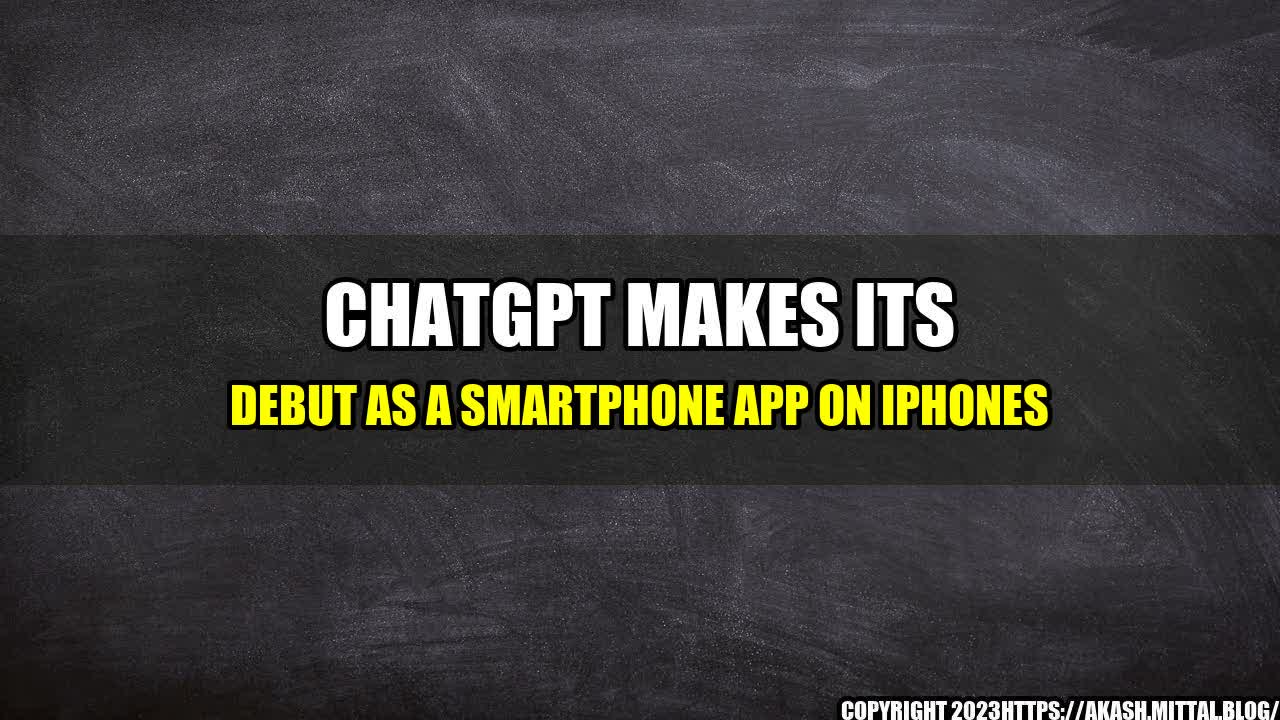 CHATGPT MAKES ITS
DEBUT AS A SMARTPHONE APP ON IPHONES
COPYRIGHT 2023HTTPS://AKASH.MITTAL.BLOG/